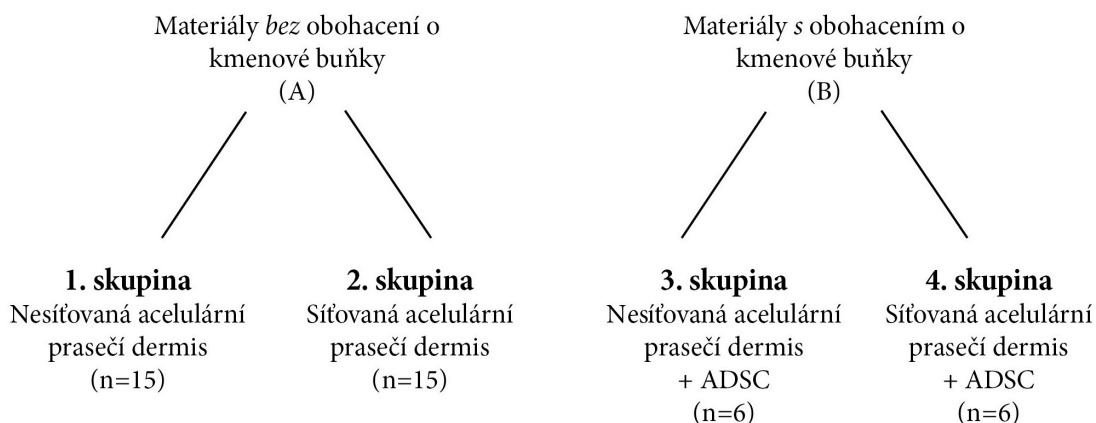 Materiály bez obohacení o
kmenové buňky
(A)
Materiály s obohacením o
kmenové buňky
(B)
1. skupina
Nesíťovaná acelulární
prasečí dermis
(n=15)
2. skupina
Síťovaná acelulární
prasečí dermis
(n=15)
3. skupina
Nesíťovaná acelulární
prasečí dermis
+ ADSC
(n=6)
4. skupina
Síťovaná acelulární
prasečí dermis
+ ADSC
(n=6)